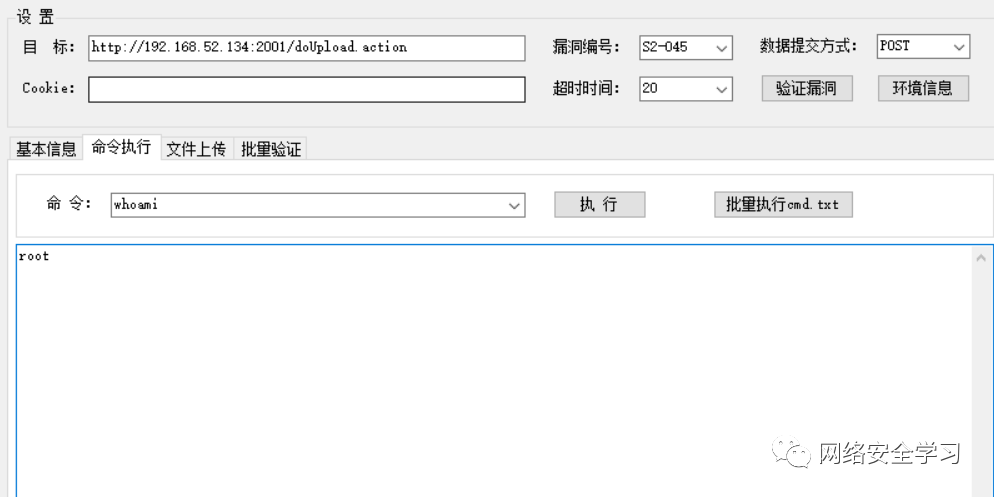 设 置
目 标: http://192.168.52.134:2001/doUpload.action 漏洞编号: S2-045 数据提交方式: POST
Cookie: 超时时间: 20 验证漏洞 环境信息
基本信息 命令执行 文件上传 批量验证
命 令: whoami 执 行 批量执行cmd.txt
root
网络安全学习